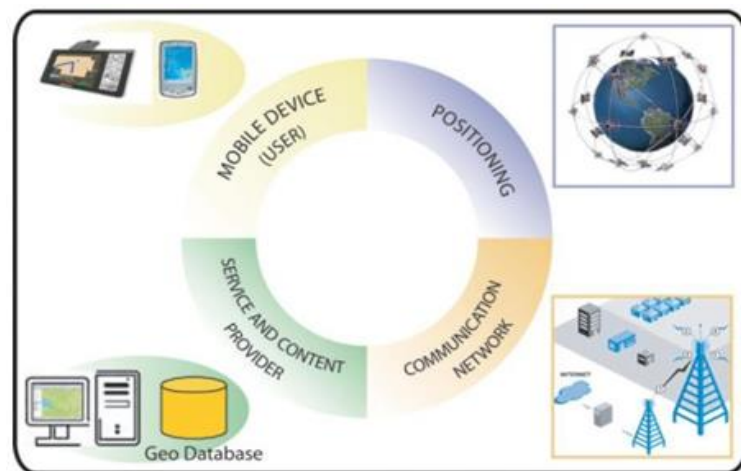 MOBILE DEVICE
(USER)
POSITIONING
SERVICE AND CONTENT
PROVIDER
COMMUNICATION
NETWORK
INTERNET
Geo Database